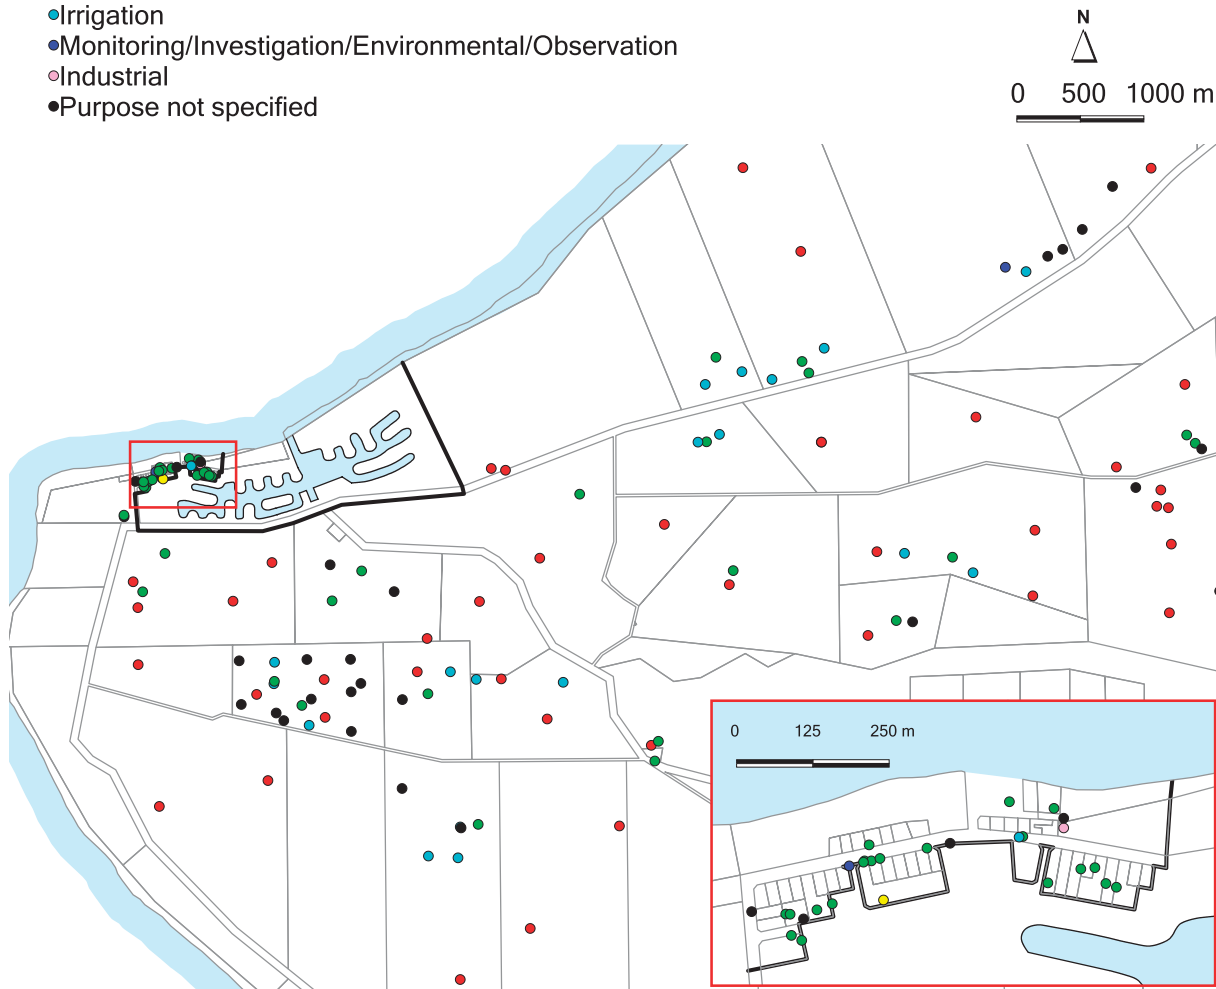 Irrigation
Monitoring/Investigation/Environmental/Observation
Industrial
Purpose not specified
N
0 500 1000 m
0 125 250 m